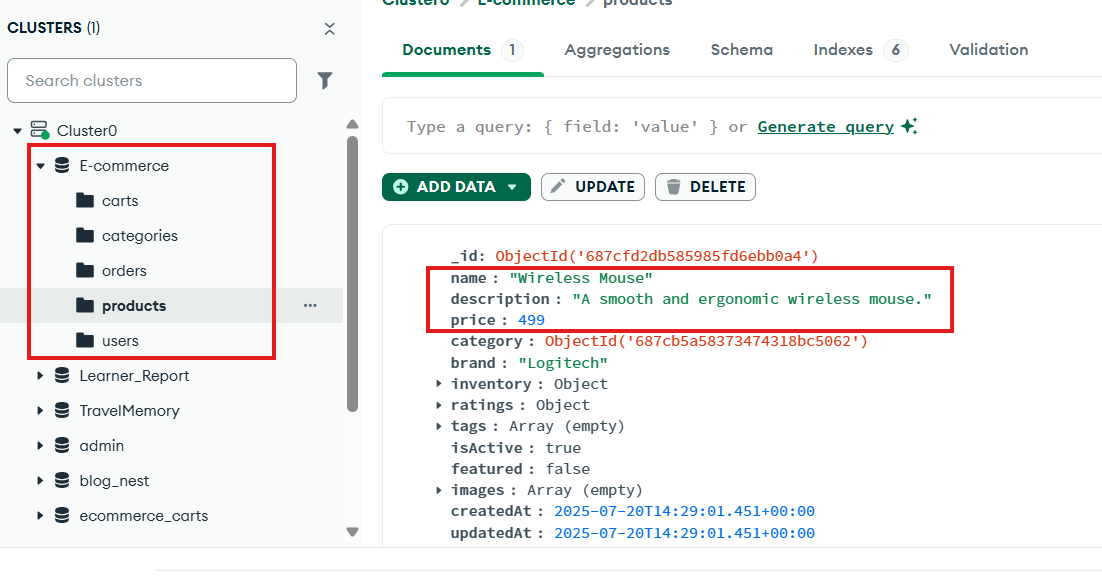 CLUSTERS (1)
Search clusters
Cluster0
E-commerce
carts
categories
orders
products
users
Learner_Report
TravelMemory
admin
blog_nest
ecommerce_carts
Cluster0 > E-commerce > products
Documents 1 Aggregations Schema Indexes 6 Validation
Type a query: { field: 'value' } or Generate query
ADD DATA UPDATE DELETE
_id: ObjectId('687cfd2db585985fd6ebb0a4')
name : "Wireless Mouse"
description : "A smooth and ergonomic wireless mouse."
price : 499
category : ObjectId('687cb5a58373474318bc5062')
brand : "Logitech"
inventory : Object
ratings : Object
tags : Array (empty)
isActive : true
featured : false
images : Array (empty)
createdAt : 2025-07-20T14:29:01.451+00:00
updatedAt : 2025-07-20T14:29:01.451+00:00